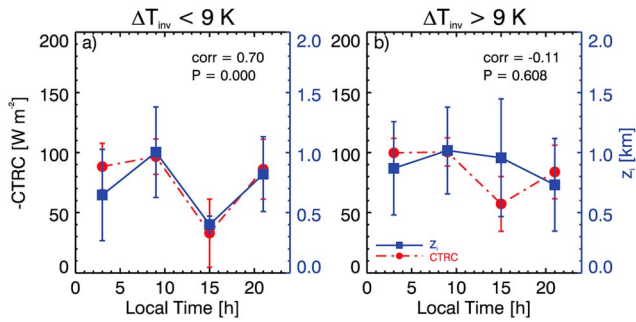 ΔT_inv < 9 K
ΔT_inv > 9 K
a)
corr = 0.70
P = 0.000
b)
corr = -0.11
P = 0.608
200
150
100
50
0
-CTRC [W m⁻²]
2.0
1.5
1.0
0.5
0.0
200
150
100
50
0
2.0
1.5
1.0
0.5
0.0
z_i [km]
Z_i
CTRC
0 5 10 15 20
Local Time [h]
0 5 10 15 20
Local Time [h]